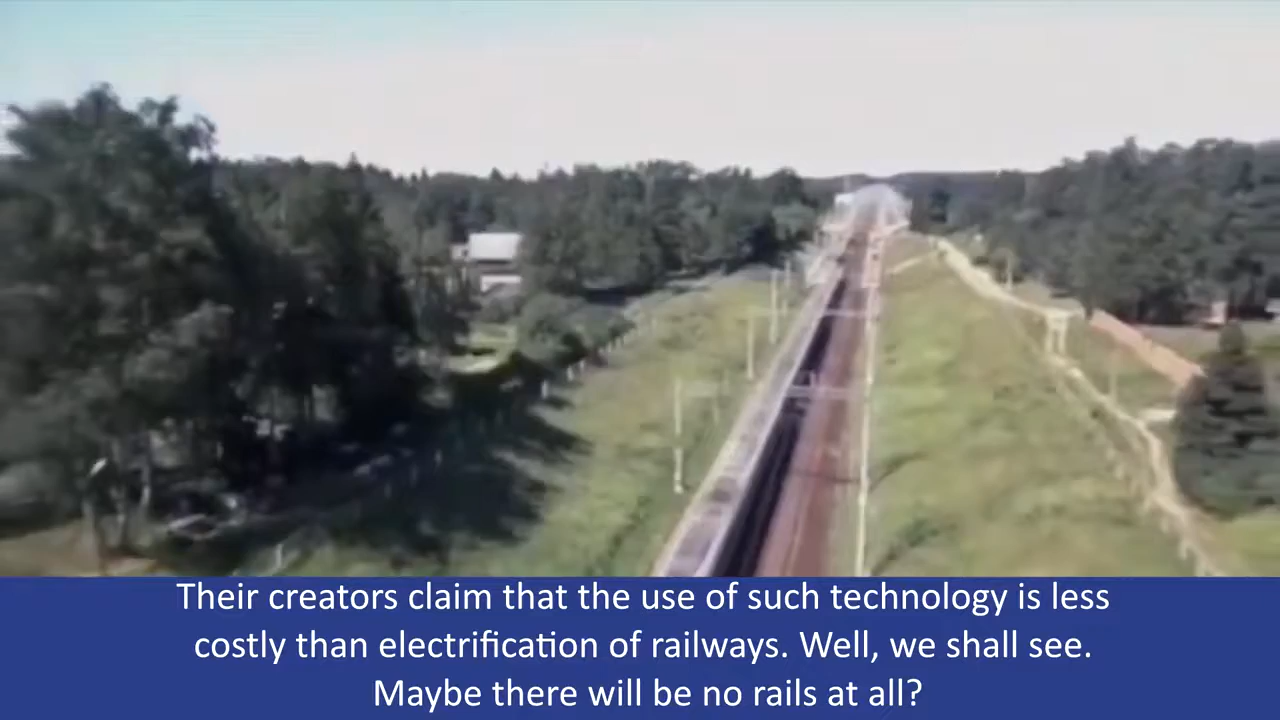 Their creators claim that the use of such technology is less
costly than electrification of railways. Well, we shall see.
Maybe there will be no rails at all?